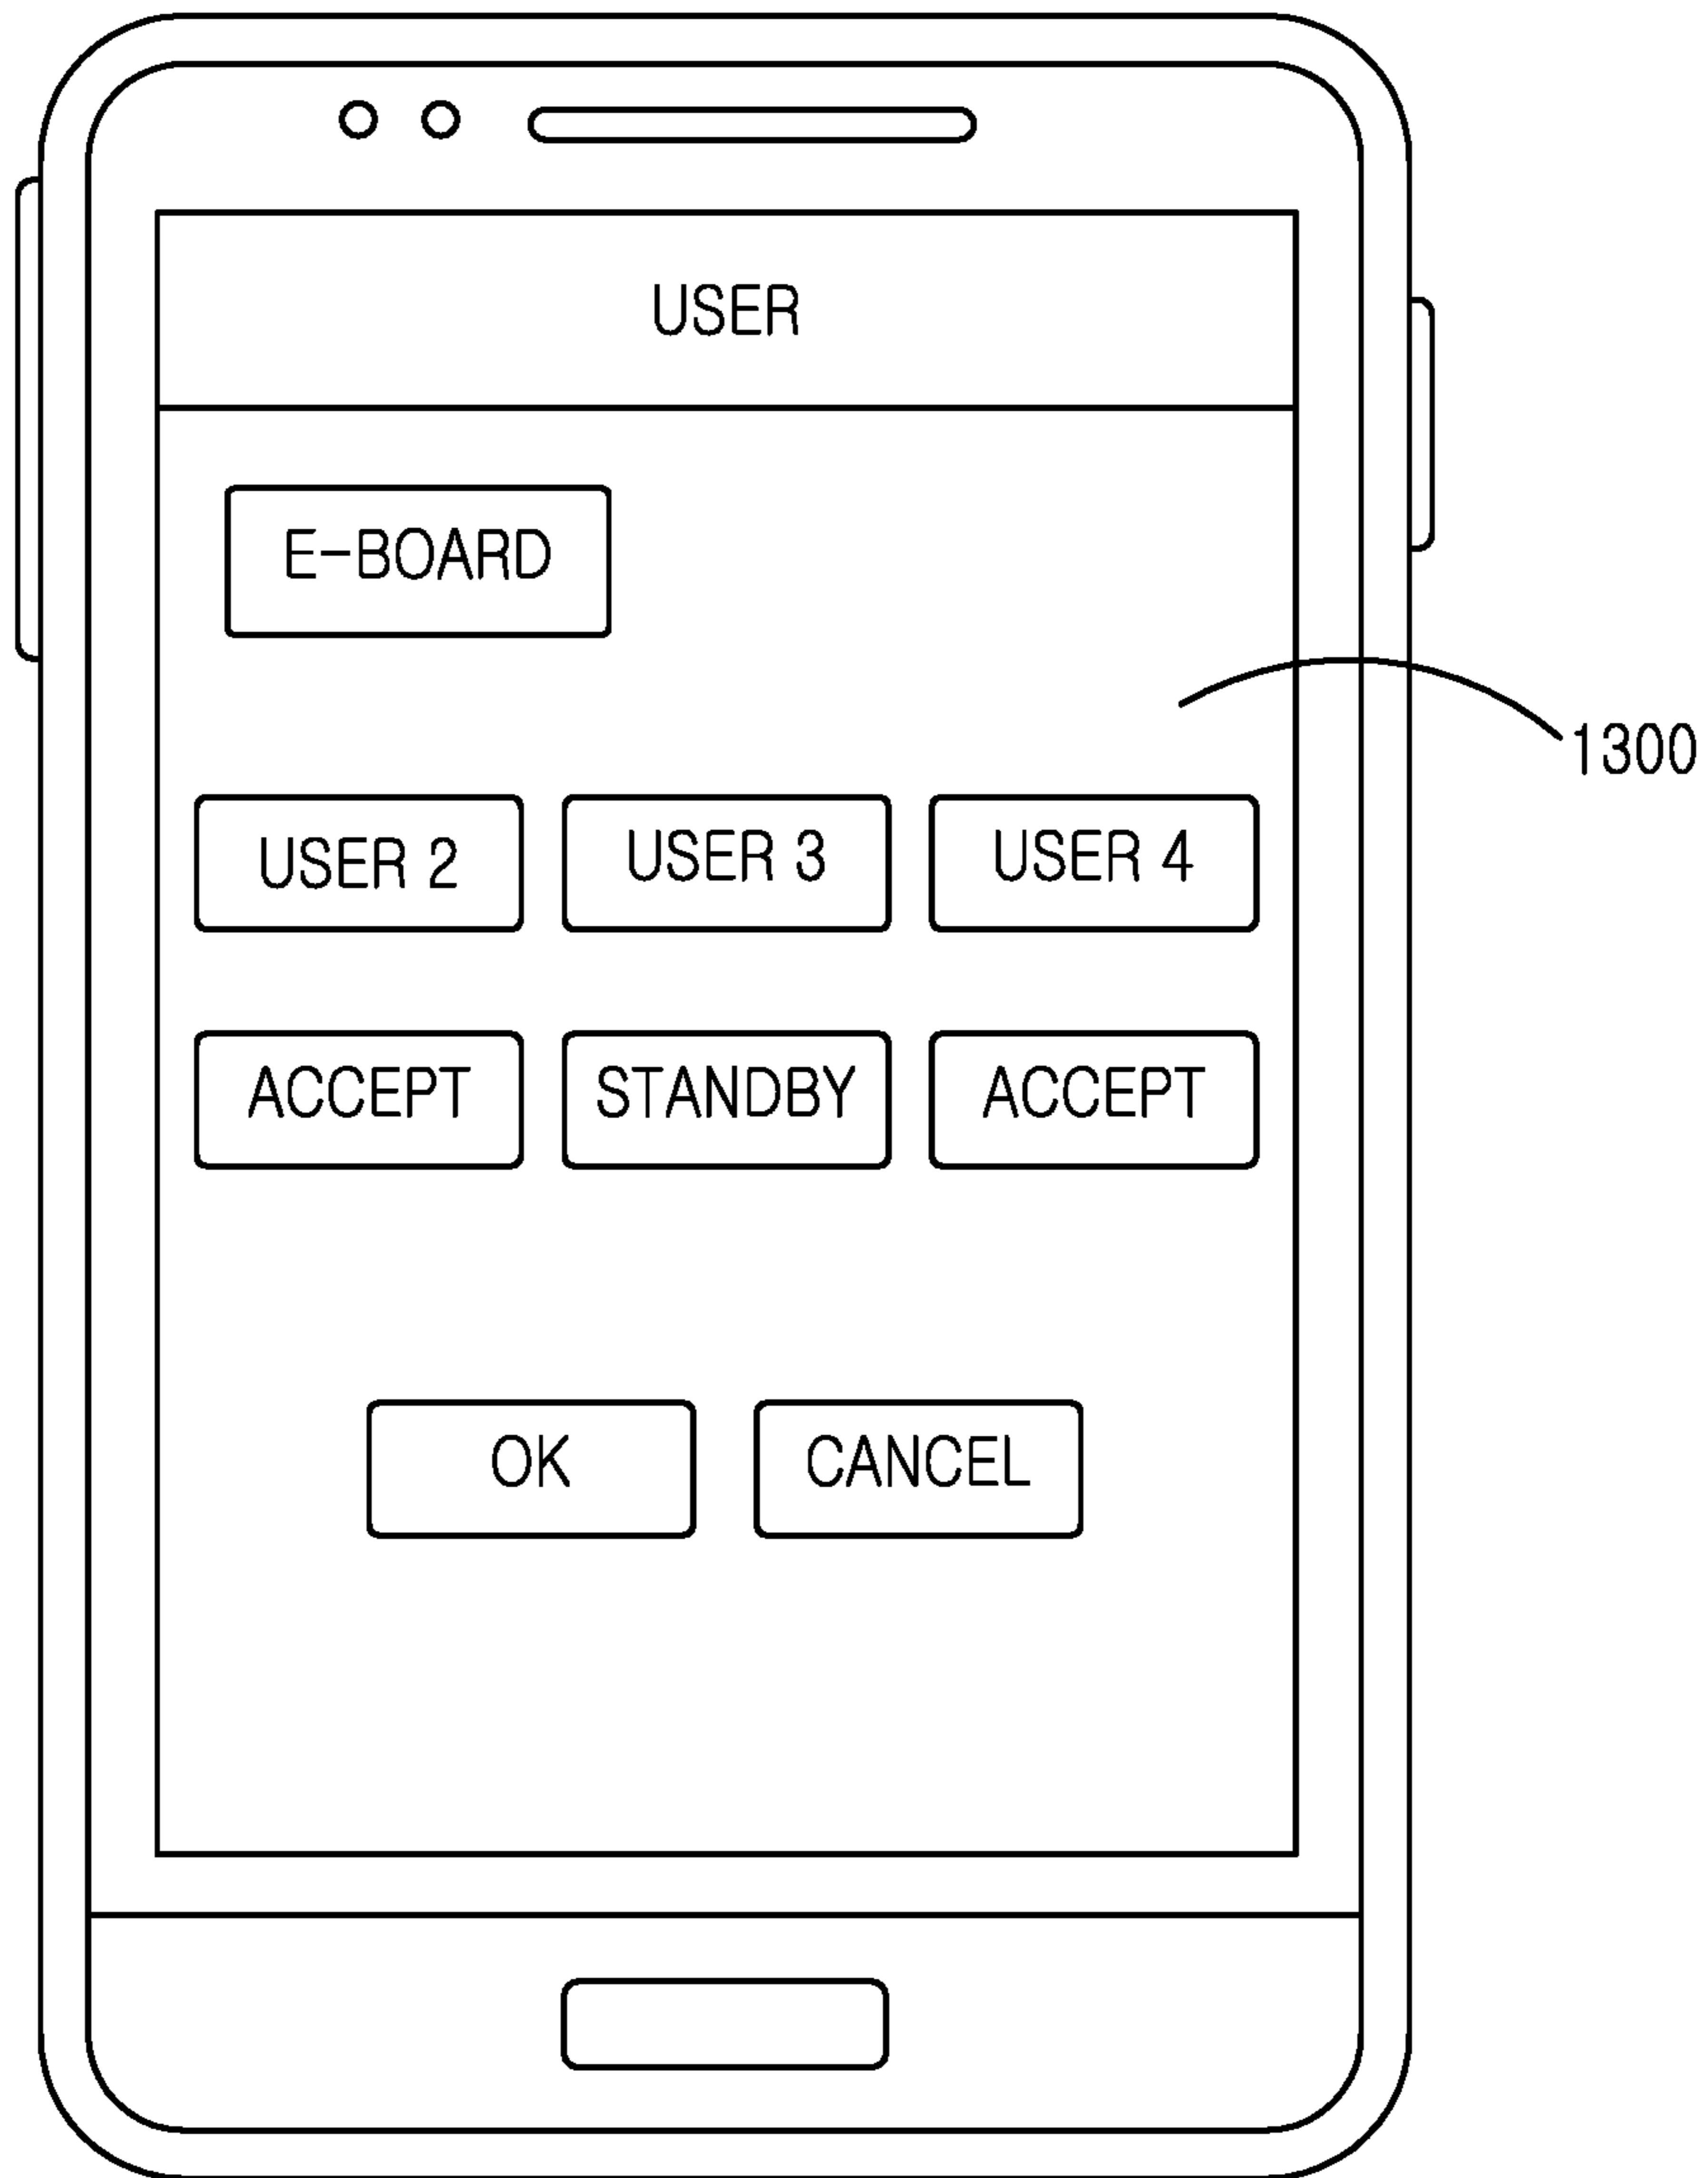 USER
E-BOARD
1300
USER 2 USER 3 USER 4
ACCEPT STANDBY ACCEPT
OK CANCEL